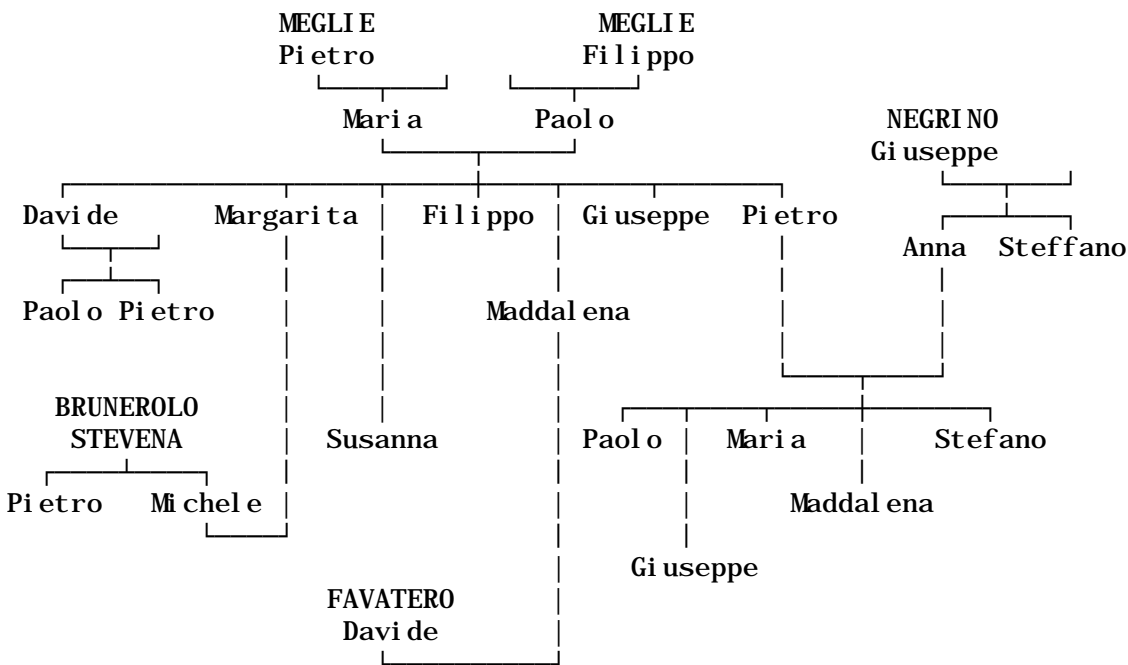 MEGLIE MEGLIE
Pietro Filippo
Maria Paolo NEGRINO
Giuseppe
Davide Margarita Filippo Giuseppe Pietro
Anna Steffano
Paolo Pietro Maddalena
BRUNEROLO
STEVENA Susanna Paolo Maria Stefano
Pietro Michele Maddalena
Giuseppe
FAVATERO
Davide